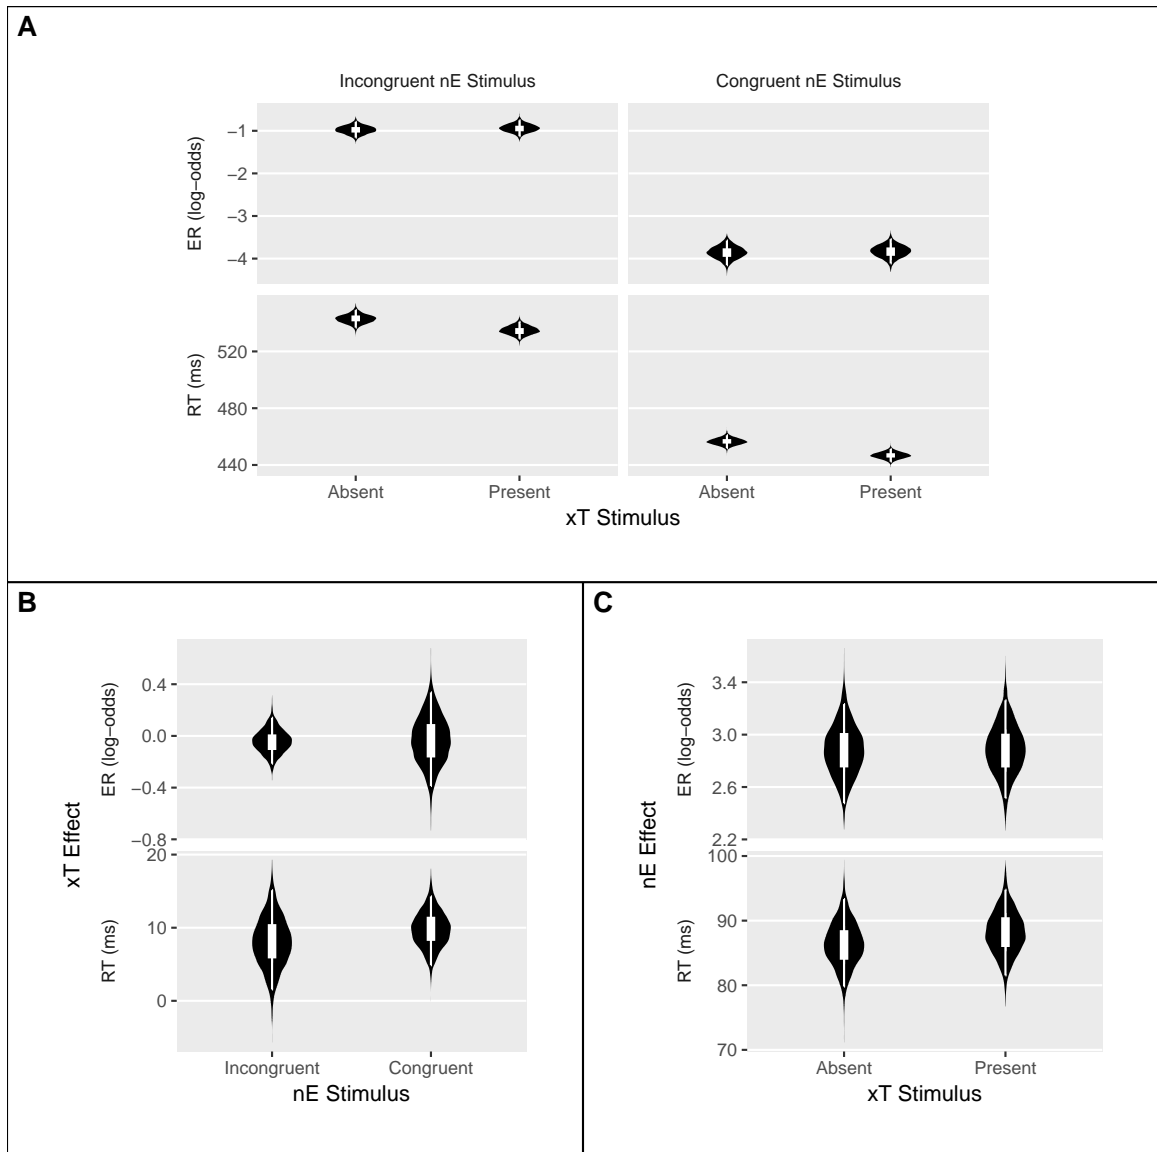 A
Incongruent nE Stimulus
Congruent nE Stimulus
ER (log−odds)
−1
−2
−3
−4
RT (ms)
520
480
440
Absent
Present
Absent
Present
xT Stimulus
B
xT Effect
ER (log−odds)
0.4
0.0
−0.4
−0.8
RT (ms)
20
10
0
Incongruent
Congruent
nE Stimulus
C
nE Effect
ER (log−odds)
3.4
3.0
2.6
2.2
RT (ms)
100
90
80
70
Absent
Present
xT Stimulus